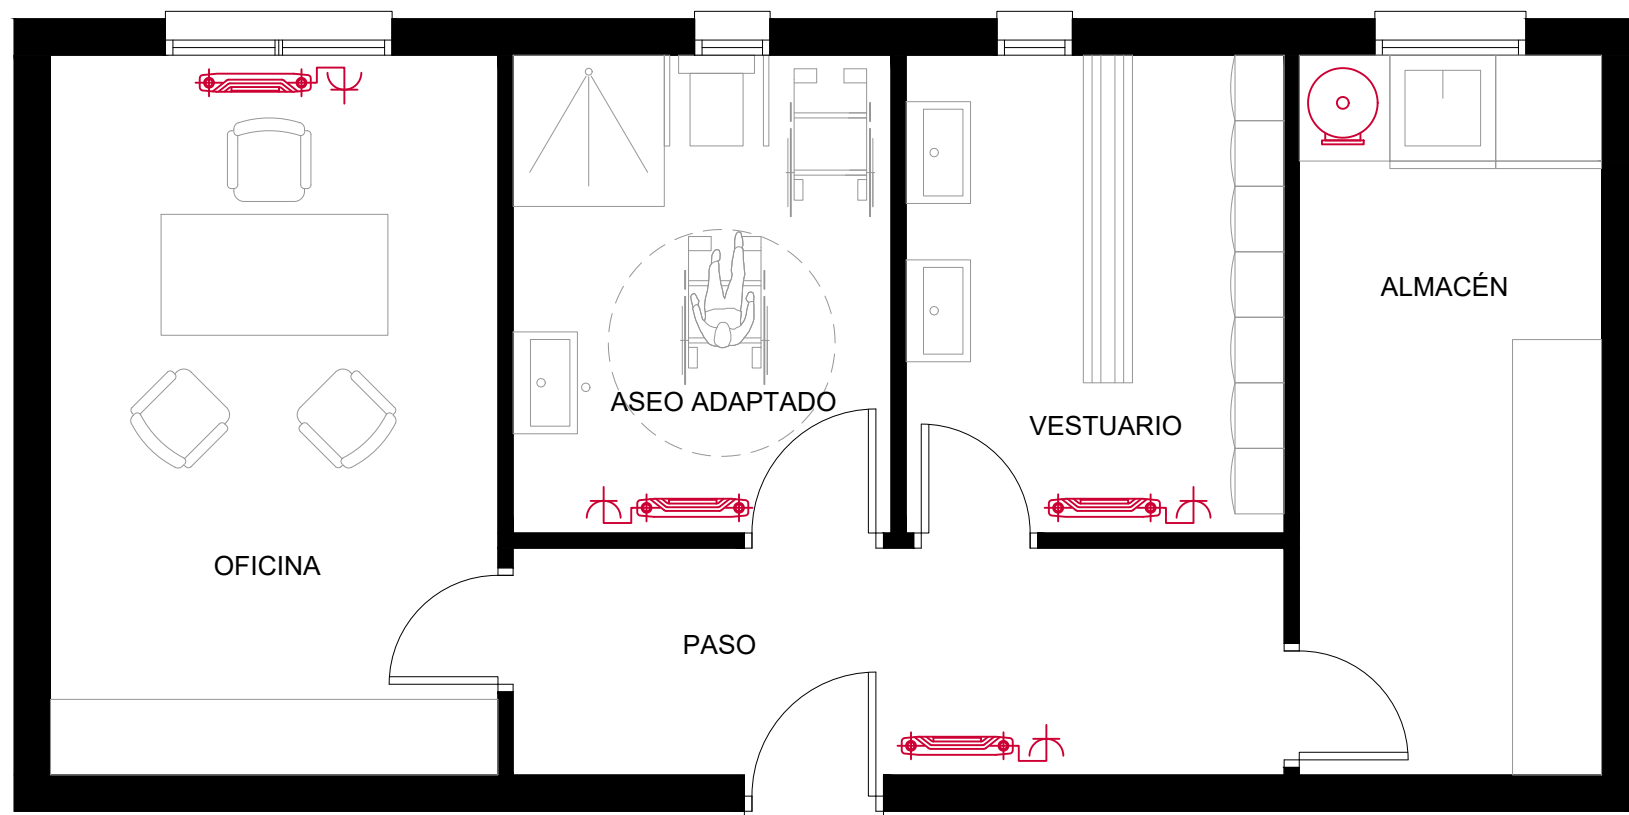 ALMACÉN
ASEO ADAPTADO
VESTUARIO
OFICINA
PASO